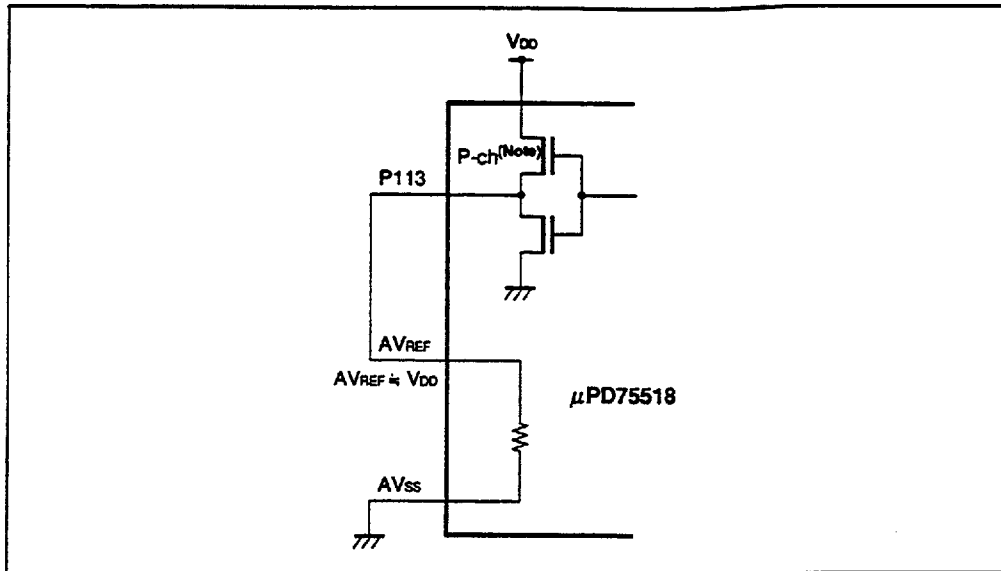 VDD
P-ch(Note)
P113
AVREF
AVREF ≒ VDD
μPD75518
AVSS